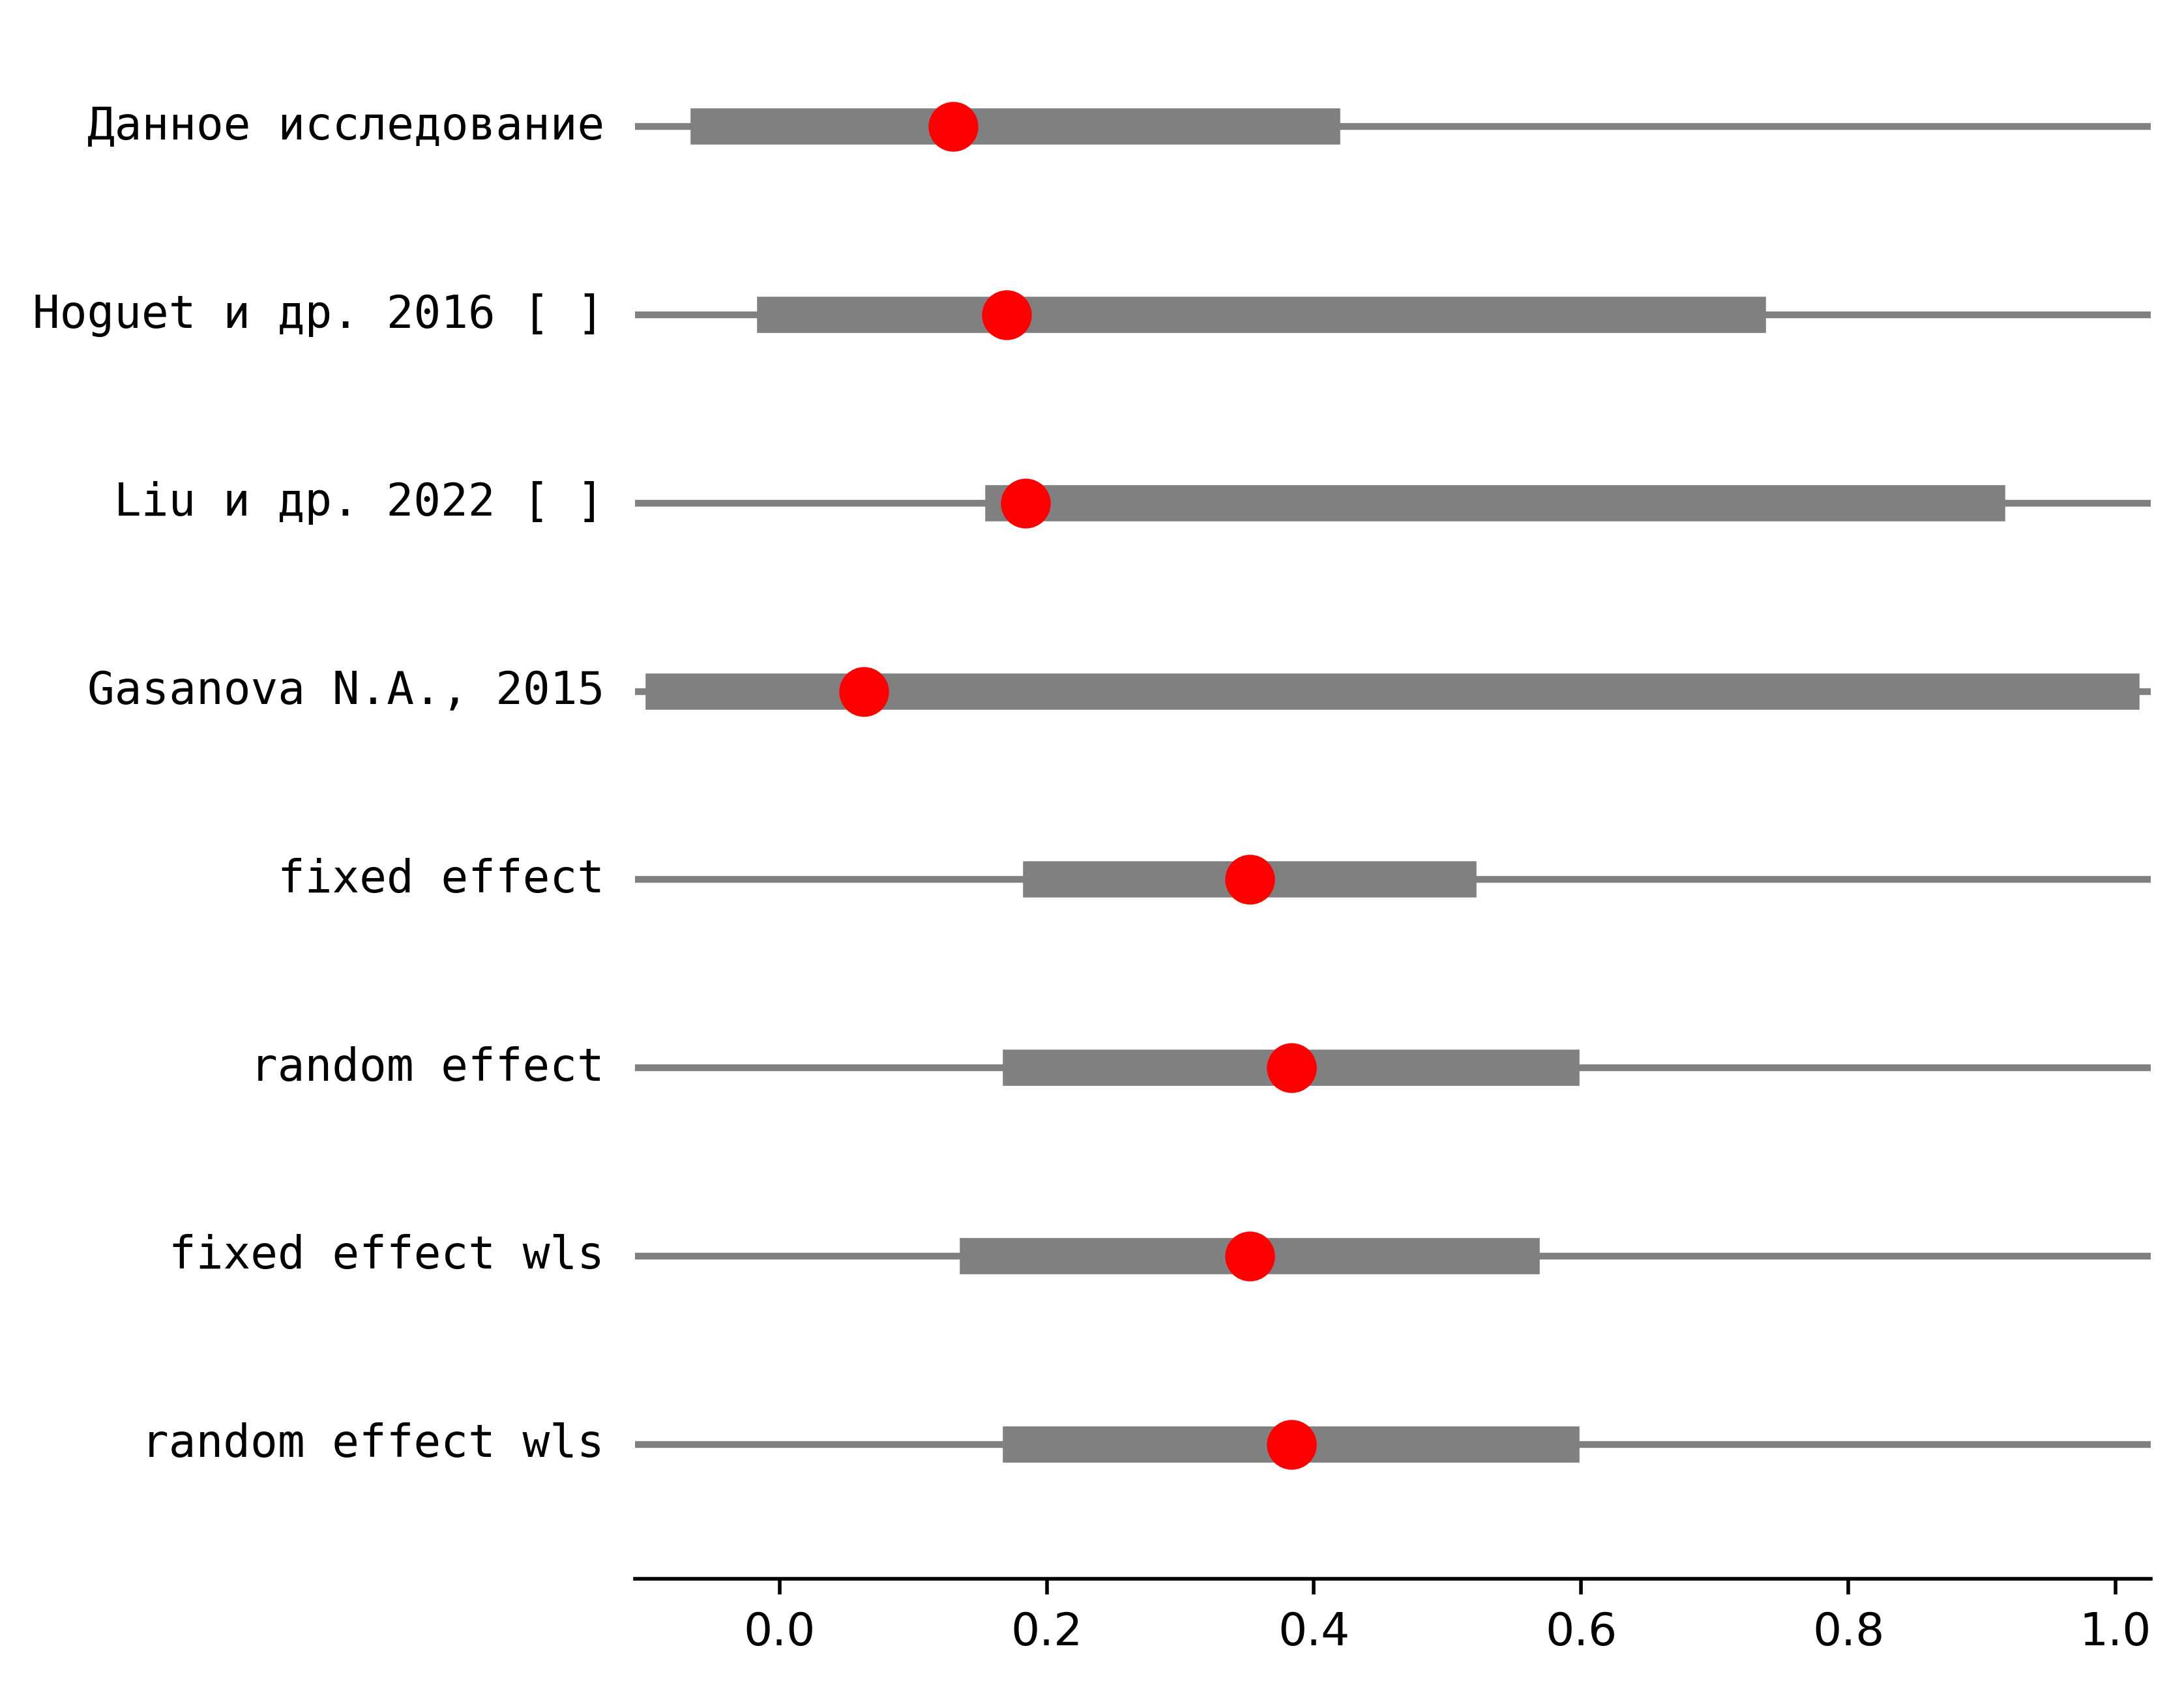 Данное исследование
Hoguet и др. 2016 [ ]
Liu и др. 2022 [ ]
Gasanova N.A., 2015
fixed effect
random effect
fixed effect wls
random effect wls
0.0 0.2 0.4 0.6 0.8 1.0